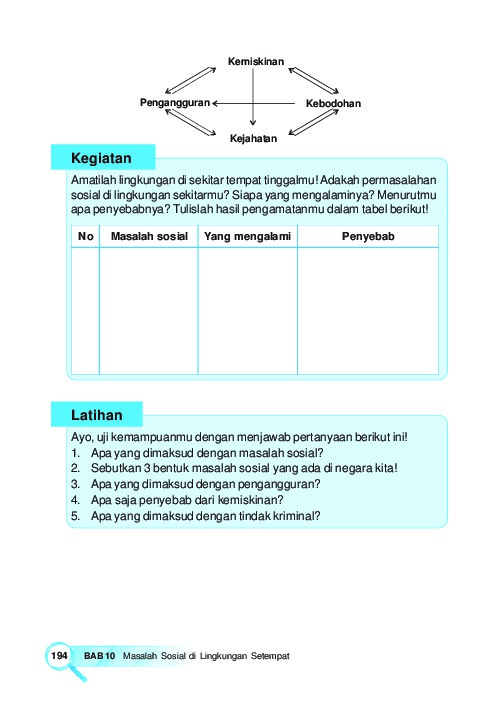 Kemiskinan
Pengangguran
Kebodohan
Kejahatan
Kegiatan
Amatilah lingkungan di sekitar tempat tinggalmu! Adakah permasalahan
sosial di lingkungan sekitarmu? Siapa yang mengalaminya? Menurutmu
apa penyebabnya? Tulislah hasil pengamatanmu dalam tabel berikut!
No Masalah sosial Yang mengalami Penyebab
Latihan
Ayo, uji kemampuanmu dengan menjawab pertanyaan berikut ini!
1. Apa yang dimaksud dengan masalah sosial?
2. Sebutkan 3 bentuk masalah sosial yang ada di negara kita!
3. Apa yang dimaksud dengan pengangguran?
4. Apa saja penyebab dari kemiskinan?
5. Apa yang dimaksud dengan tindak kriminal?
194 BAB 10 Masalah Sosial di Lingkungan Setempat